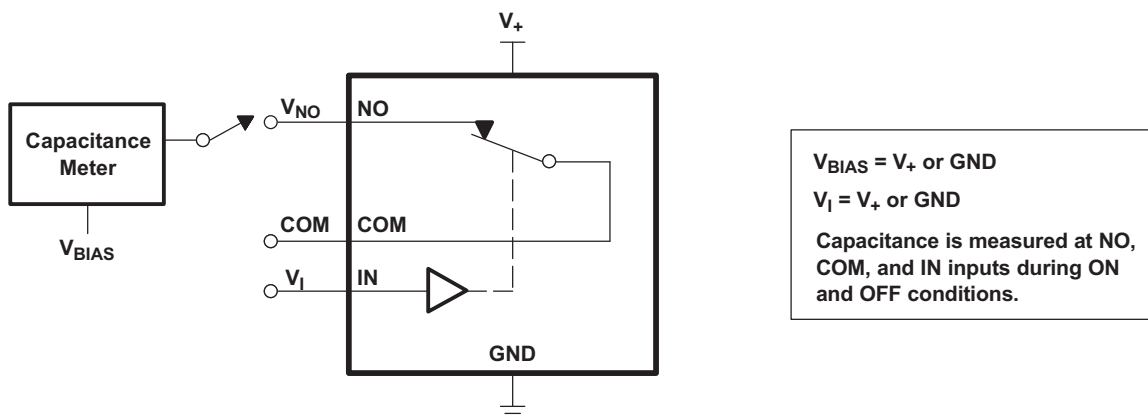 V+
VNO
NO
Capacitance
Meter
VBIAS
COM
COM
VI
IN
GND
VBIAS = V+ or GND
VI = V+ or GND
Capacitance is measured at NO,
COM, and IN inputs during ON
and OFF conditions.